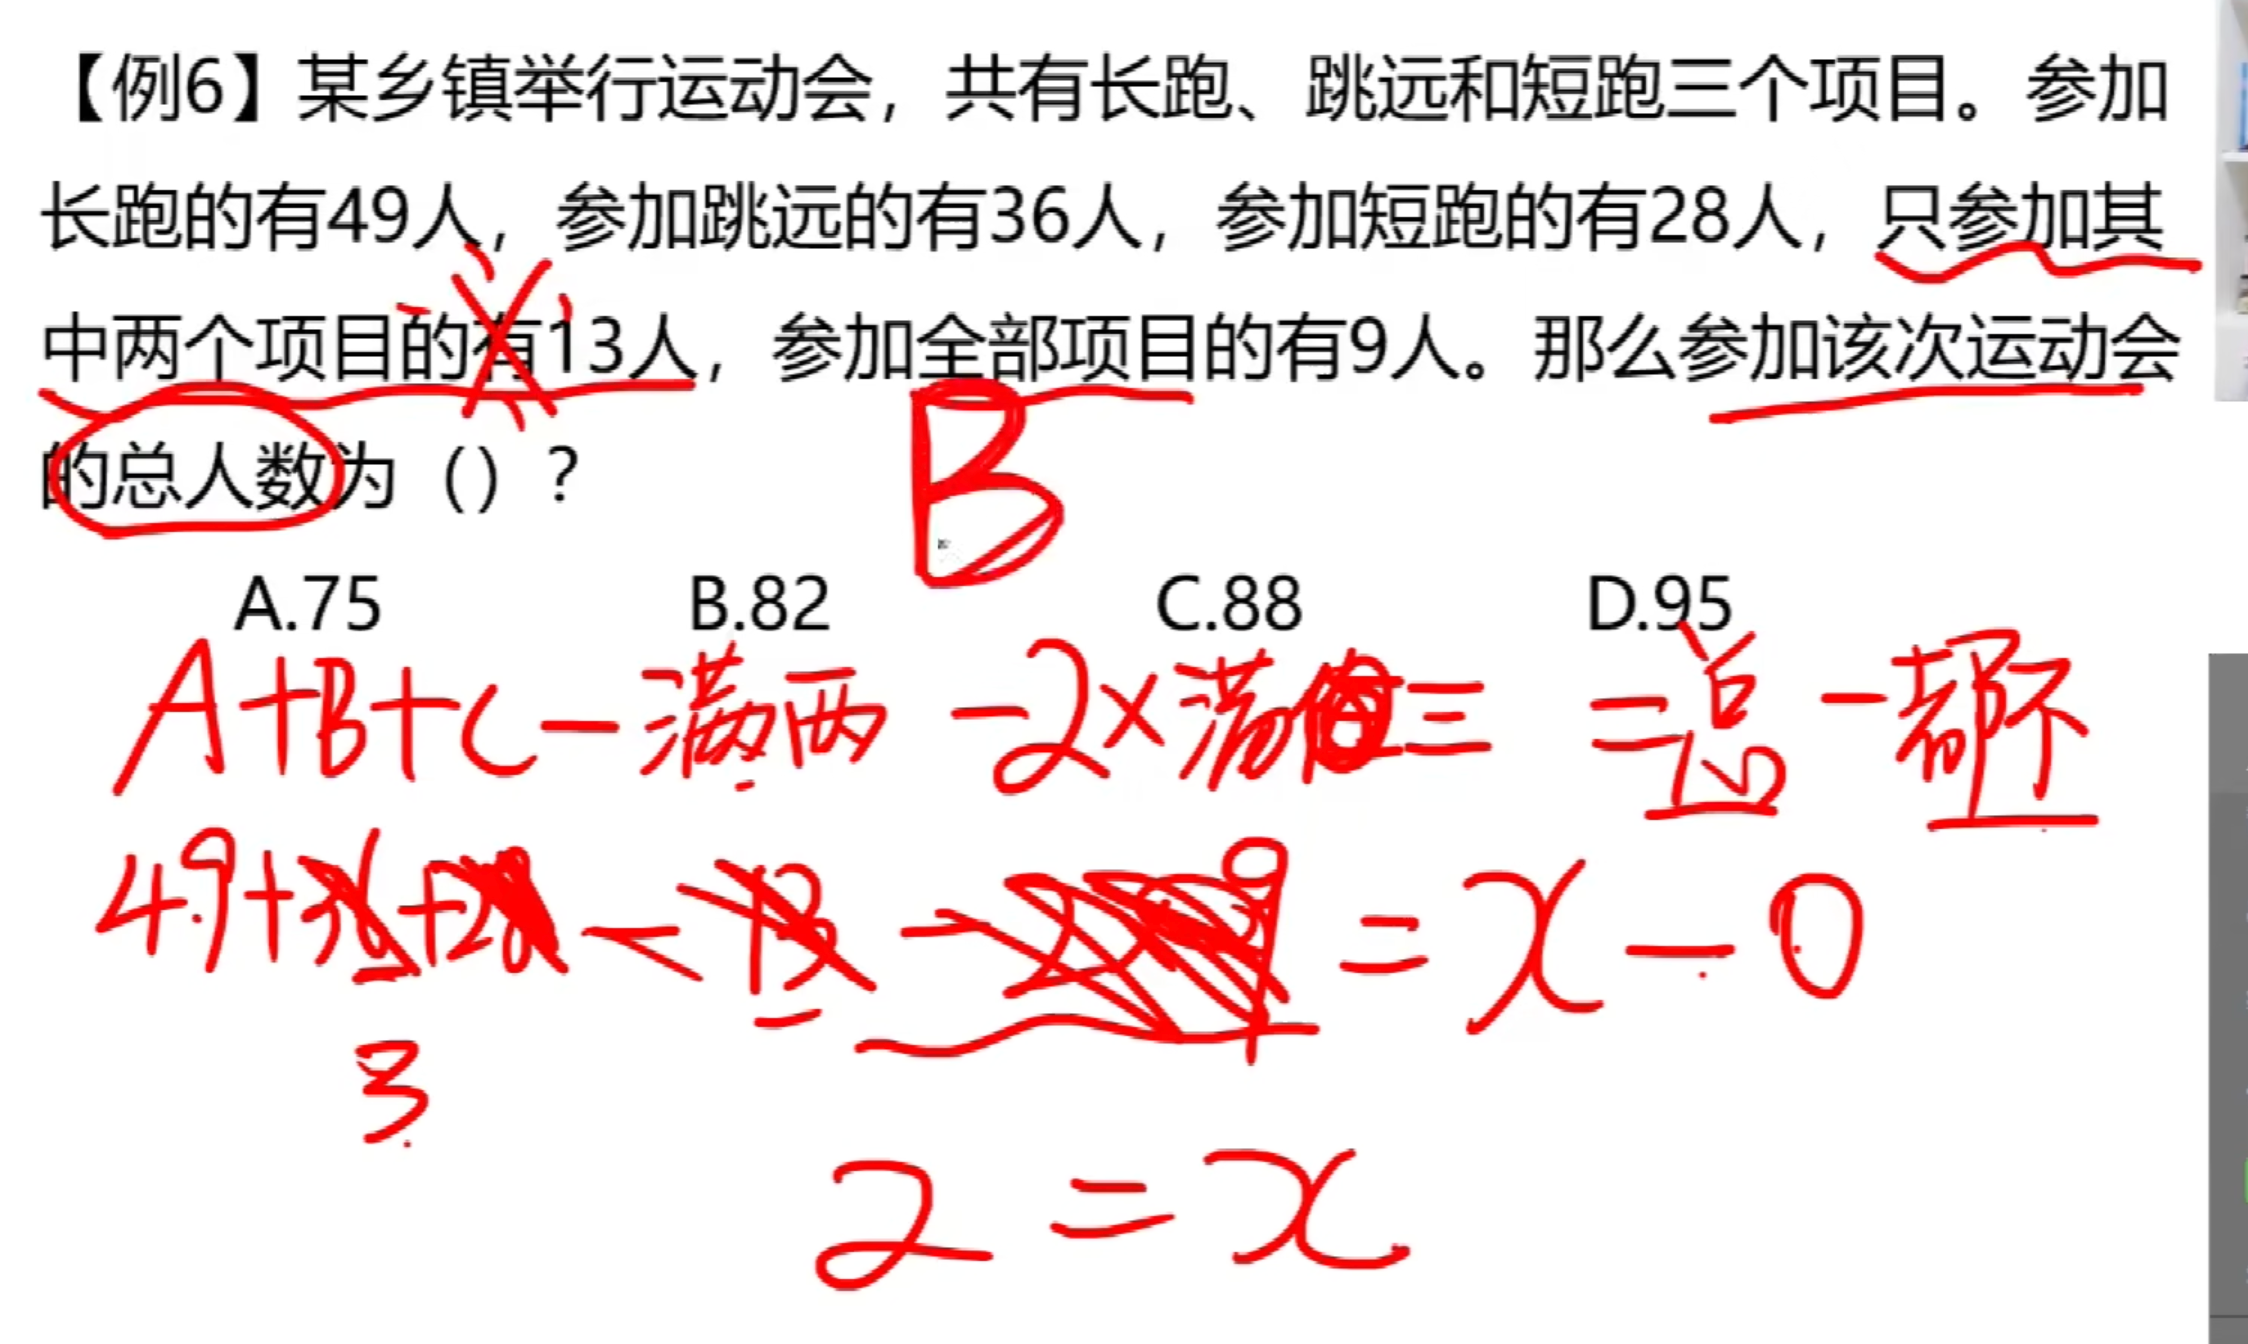 【例6】某乡镇举行运动会，共有长跑、跳远和短跑三个项目。参加
长跑的有49人，参加跳远的有36人，参加短跑的有28人，只参加其
中两个项目的有13人，参加全部项目的有9人。那么参加该次运动会
的总人数为（）？
B
A.75 B.82 C.88 D.95
A+B+C-满两-2×满三=总-都不
49+36+28-13-2×9=x-0
3
2=x